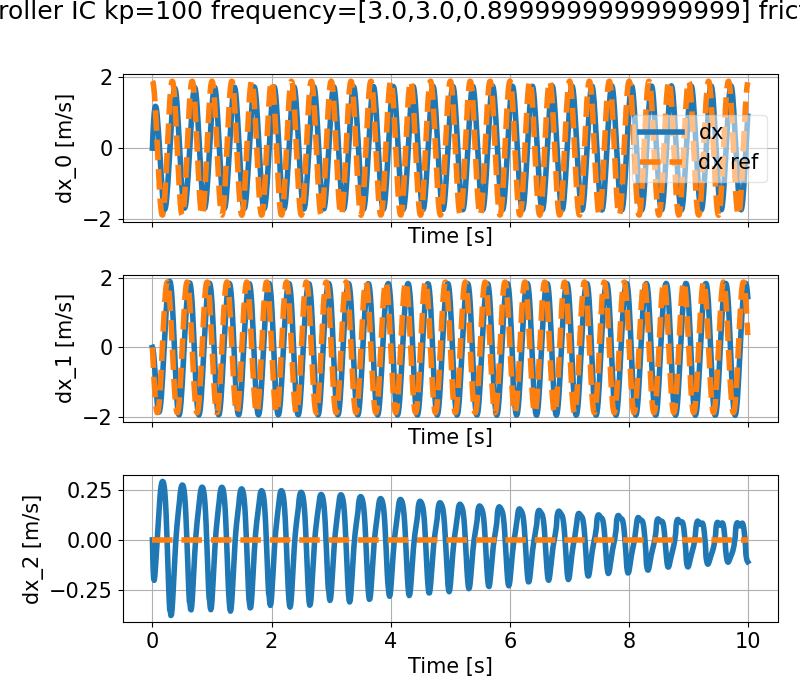 roller IC kp=100 frequency=[3.0,3.0,0.8999999999999999] fric
2
0
−2
dx_0 [m/s]
dx
dx ref
Time [s]
2
0
−2
dx_1 [m/s]
Time [s]
0.25
0.00
−0.25
dx_2 [m/s]
0 2 4 6 8 10
Time [s]